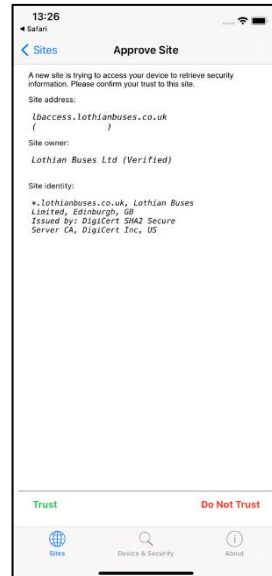 13:26
◀ Safari
Sites
Approve Site
A new site is trying to access your device to retrieve security
information. Please confirm your trust to this site.
Site address:
lbaccess.lothianbuses.co.uk
( )
Site owner:
Lothian Buses Ltd (Verified)
Site identity:
*.lothianbuses.co.uk, Lothian Buses
Limited, Edinburgh, GB
Issued by: DigiCert SHA2 Secure
Server CA, DigiCert Inc, US
Trust
Do Not Trust
Sites
Device & Security
About